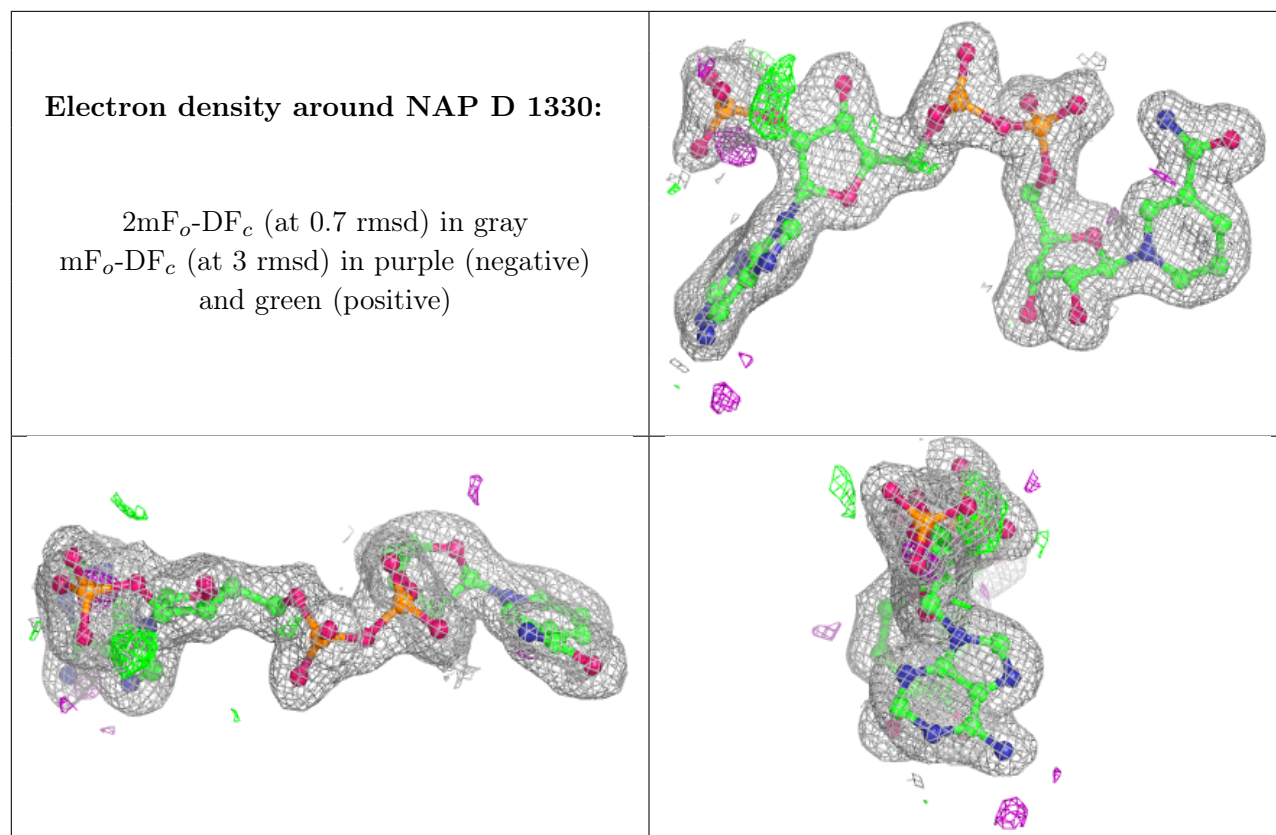 Electron density around NAP D 1330:
2mFo-DFc (at 0.7 rmsd) in gray
mFo-DFc (at 3 rmsd) in purple (negative)
and green (positive)